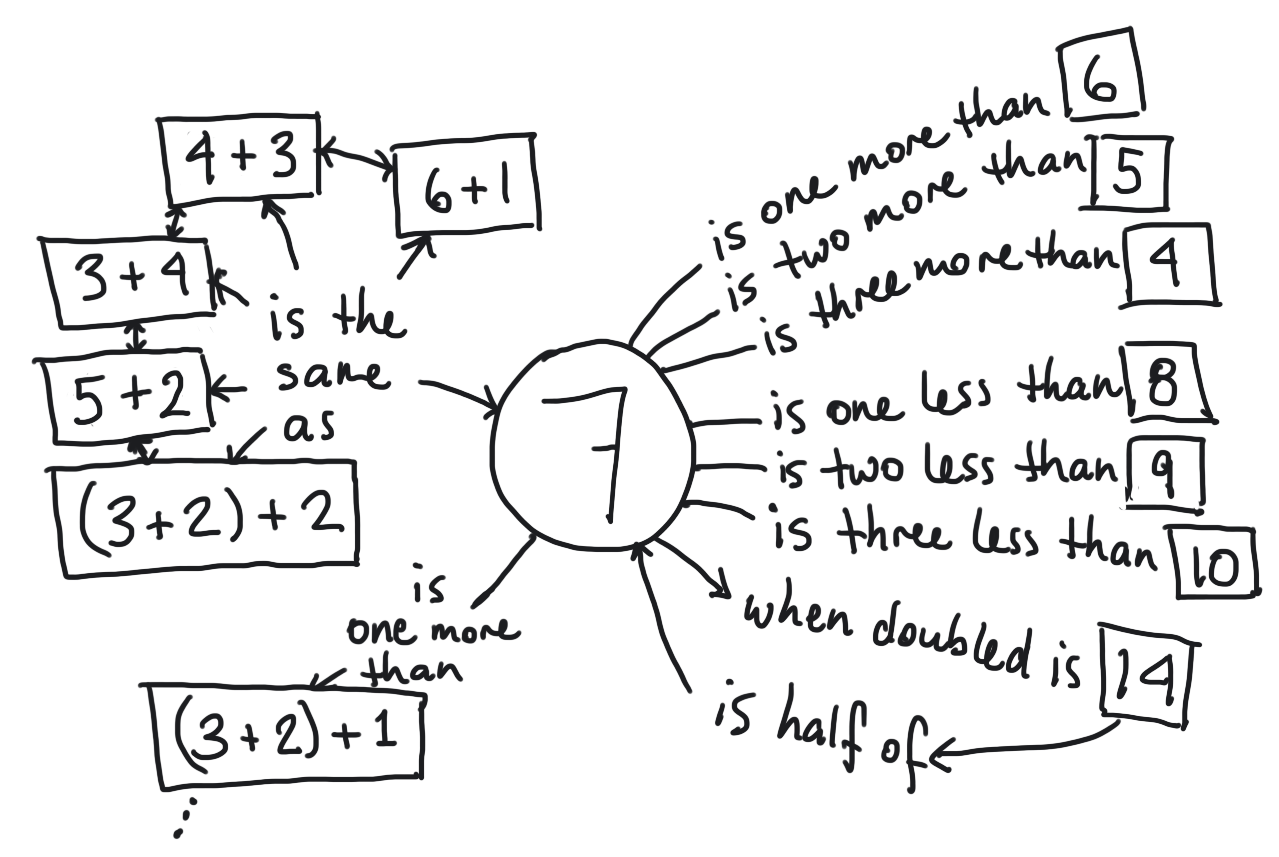 4 + 3
6 + 1
3 + 4
5 + 2
(3 + 2) + 2
is the
same
as
7
is one more than 6
is two more than 5
is three more than 4
is one less than 8
is two less than 9
is three less than 10
when doubled is 14
is half of
is
one more
than
(3 + 2) + 1
...